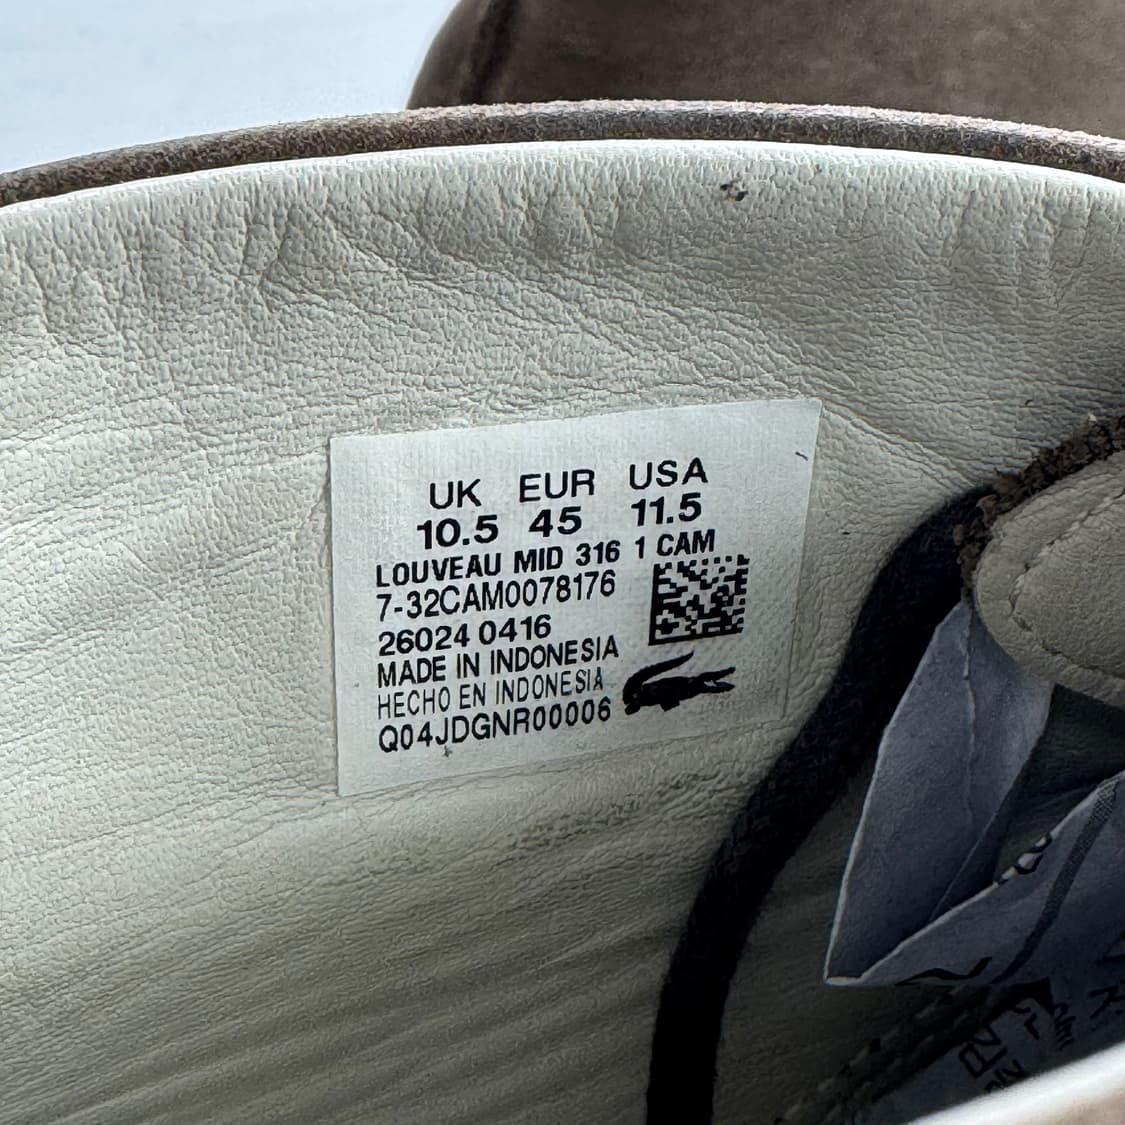 UK EUR USA
10.5 45 11.5
LOUVEAU MID 316 1 CAM
7-32CAM0078176
26024 0416
MADE IN INDONESIA
HECHO EN INDONESIA
Q04JDGNR00006